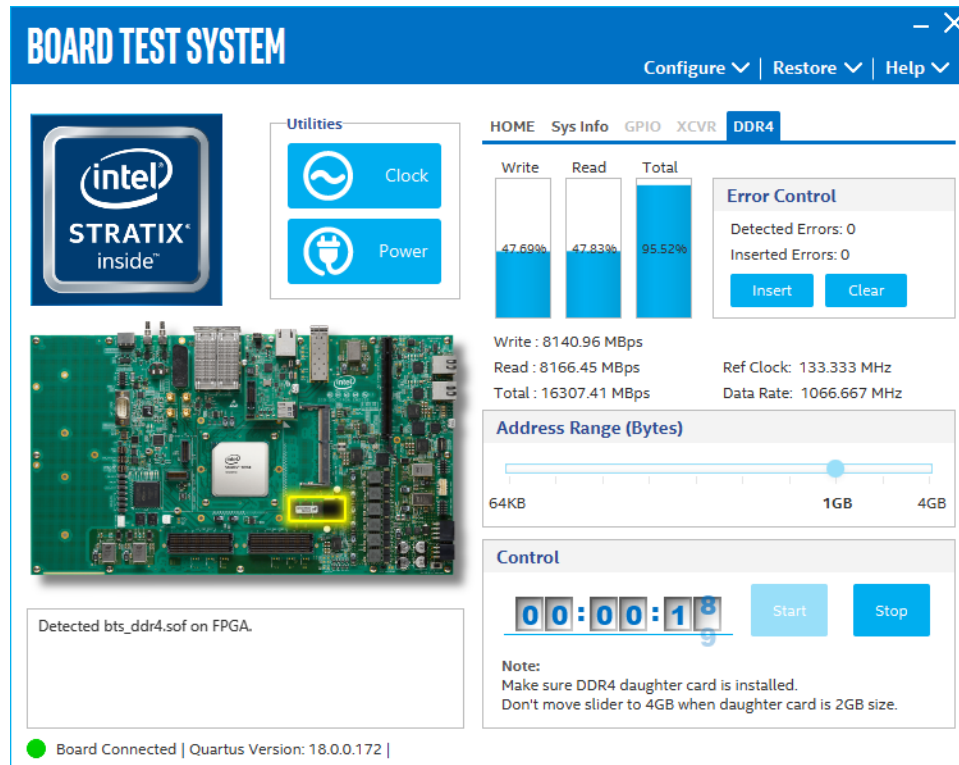 BOARD TEST SYSTEM
Configure | Restore | Help
intel
STRATIX
inside™
Utilities
Clock
Power
HOME Sys Info GPIO XCVR DDR4
Write Read Total
47.69% 47.83% 95.52%
Error Control
Detected Errors: 0
Inserted Errors: 0
Insert Clear
Write : 8140.96 MBps
Read : 8166.45 MBps
Ref Clock: 133.333 MHz
Total : 16307.41 MBps
Data Rate: 1066.667 MHz
Address Range (Bytes)
64KB 1GB 4GB
Control
00:00:18
9
Start Stop
Note:
Make sure DDR4 daughter card is installed.
Don't move slider to 4GB when daughter card is 2GB size.
Detected bts_ddr4.sof on FPGA.
Board Connected | Quartus Version: 18.0.0.172 |